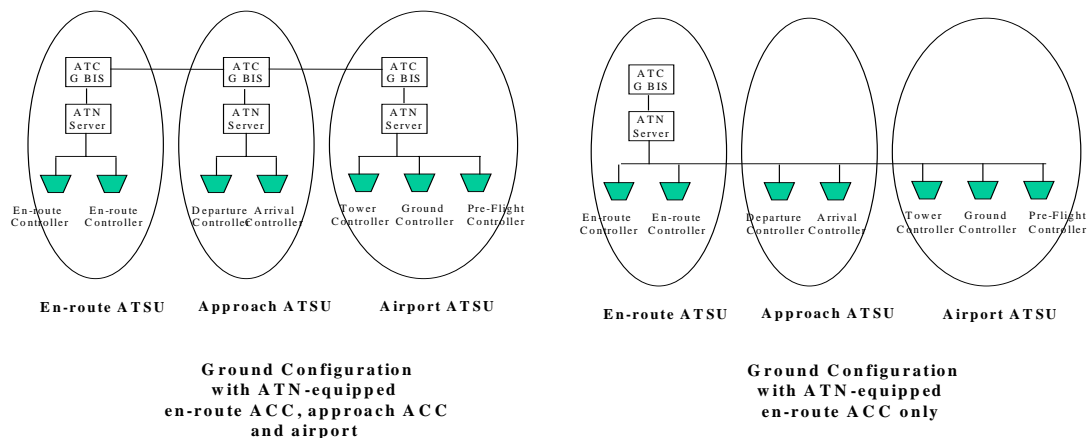 ATC
G BIS
ATC
G BIS
ATC
G BIS
ATN
Server
ATN
Server
ATN
Server
En-route
Controller
En-route
Controller
Departure
Controller
Arrival
Controller
Tower
Controller
Ground
Controller
Pre-Flight
Controller
En-route ATSU
Approach ATSU
Airport ATSU
Ground Configuration
with ATN-equipped
en-route ACC, approach ACC
and airport
ATC
G BIS
ATN
Server
En-route
Controller
En-route
Controller
Departure
Controller
Arrival
Controller
Tower
Controller
Ground
Controller
Pre-Flight
Controller
En-route ATSU
Approach ATSU
Airport ATSU
Ground Configuration
with ATN-equipped
en-route ACC only